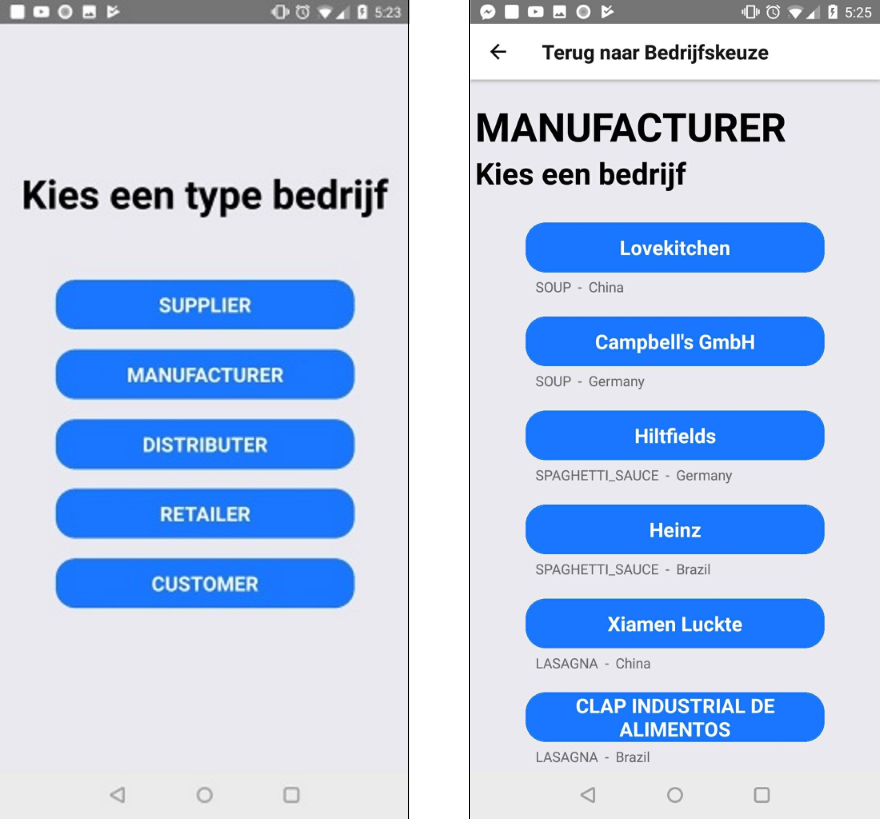 5:23
Kies een type bedrijf
SUPPLIER
MANUFACTURER
DISTRIBUTER
RETAILER
CUSTOMER
5:25
Terug naar Bedrijfskeuze
MANUFACTURER
Kies een bedrijf
Lovekitchen
SOUP - China
Campbell's GmbH
SOUP - Germany
Hiltfields
SPAGHETTI_SAUCE - Germany
Heinz
SPAGHETTI_SAUCE - Brazil
Xiamen Luckte
LASAGNA - China
CLAP INDUSTRIAL DE
ALIMENTOS
LASAGNA - Brazil